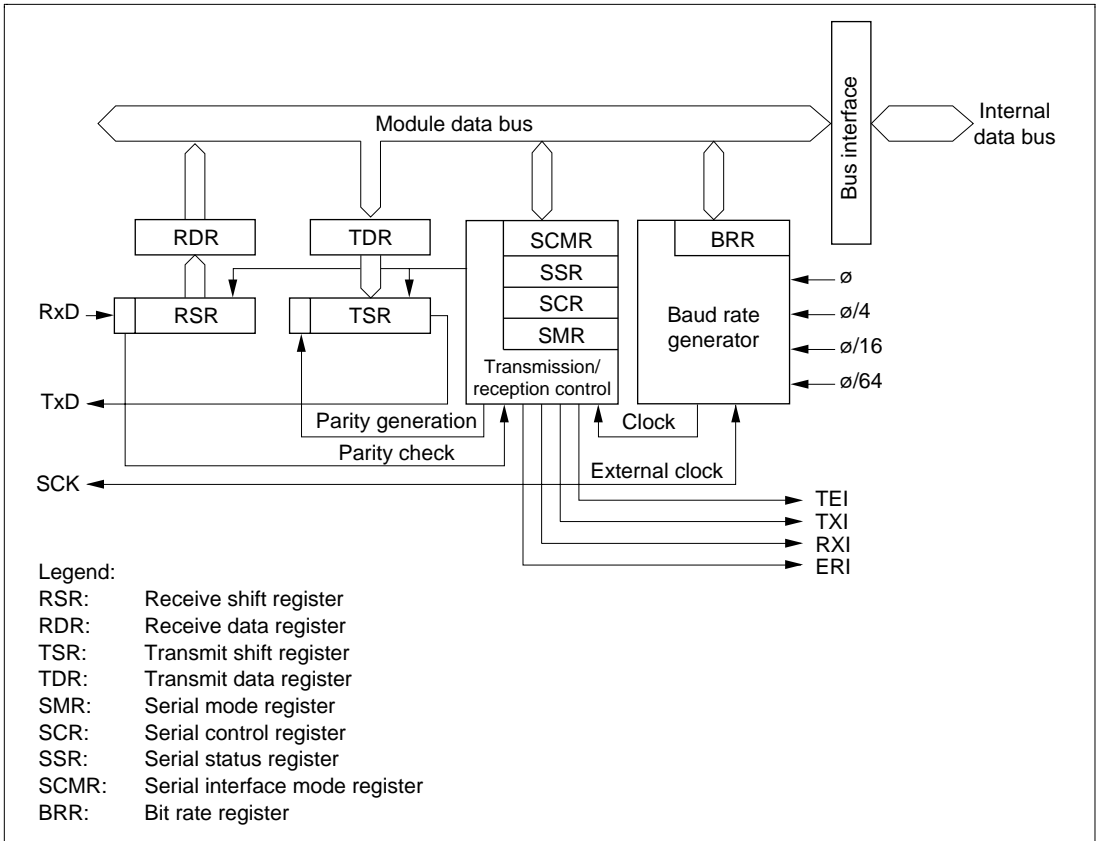 Module data bus
Bus interface
Internal
data bus
RDR
TDR
SCMR
BRR
SSR
SCR
SMR
RxD
RSR
TSR
Baud rate
generator
ø
ø/4
ø/16
ø/64
Transmission/
reception control
TxD
Parity generation
Clock
Parity check
SCK
External clock
TEI
TXI
RXI
ERI
Legend:
RSR: Receive shift register
RDR: Receive data register
TSR: Transmit shift register
TDR: Transmit data register
SMR: Serial mode register
SCR: Serial control register
SSR: Serial status register
SCMR: Serial interface mode register
BRR: Bit rate register